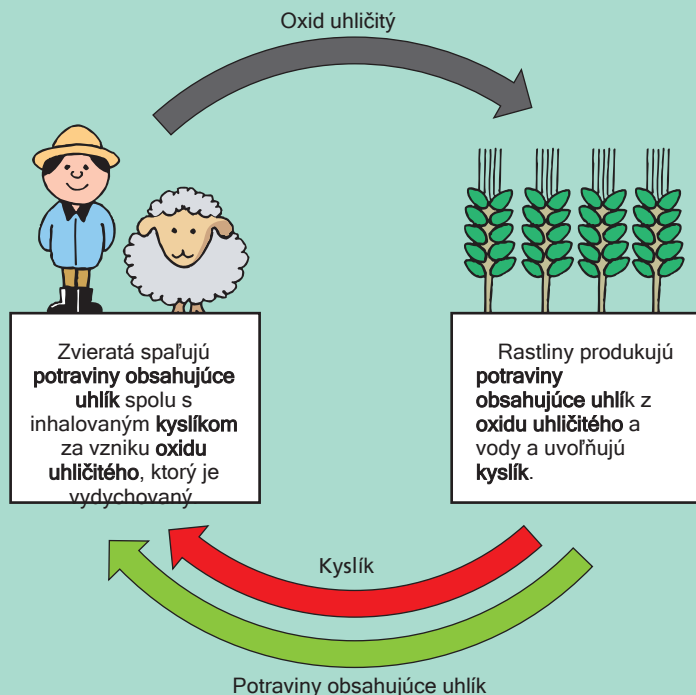 Oxid uhličitý
Zvieratá spaľujú
potraviny obsahujúce
uhlík spolu s
inhalovaným kyslíkom
za vzniku oxidu
uhličitého, ktorý je
vydychovaný
Rastliny produkujú
potraviny
obsahujúce uhlík z
oxidu uhličitého a
vody a uvoľňujú
kyslík.
Kyslík
Potraviny obsahujúce uhlík